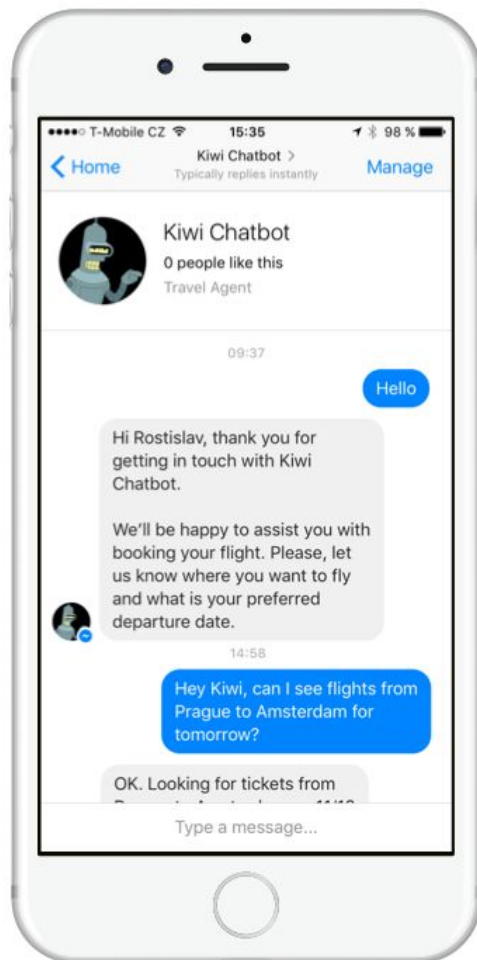 T-Mobile CZ 15:35 98 %
Home Kiwi Chatbot > Manage
Typically replies instantly
Kiwi Chatbot
0 people like this
Travel Agent
09:37
Hello
Hi Rostislav, thank you for
getting in touch with Kiwi
Chatbot.
We'll be happy to assist you with
booking your flight. Please, let
us know where you want to fly
and what is your preferred
departure date.
14:58
Hey Kiwi, can I see flights from
Prague to Amsterdam for
tomorrow?
OK. Looking for tickets from
Type a message...